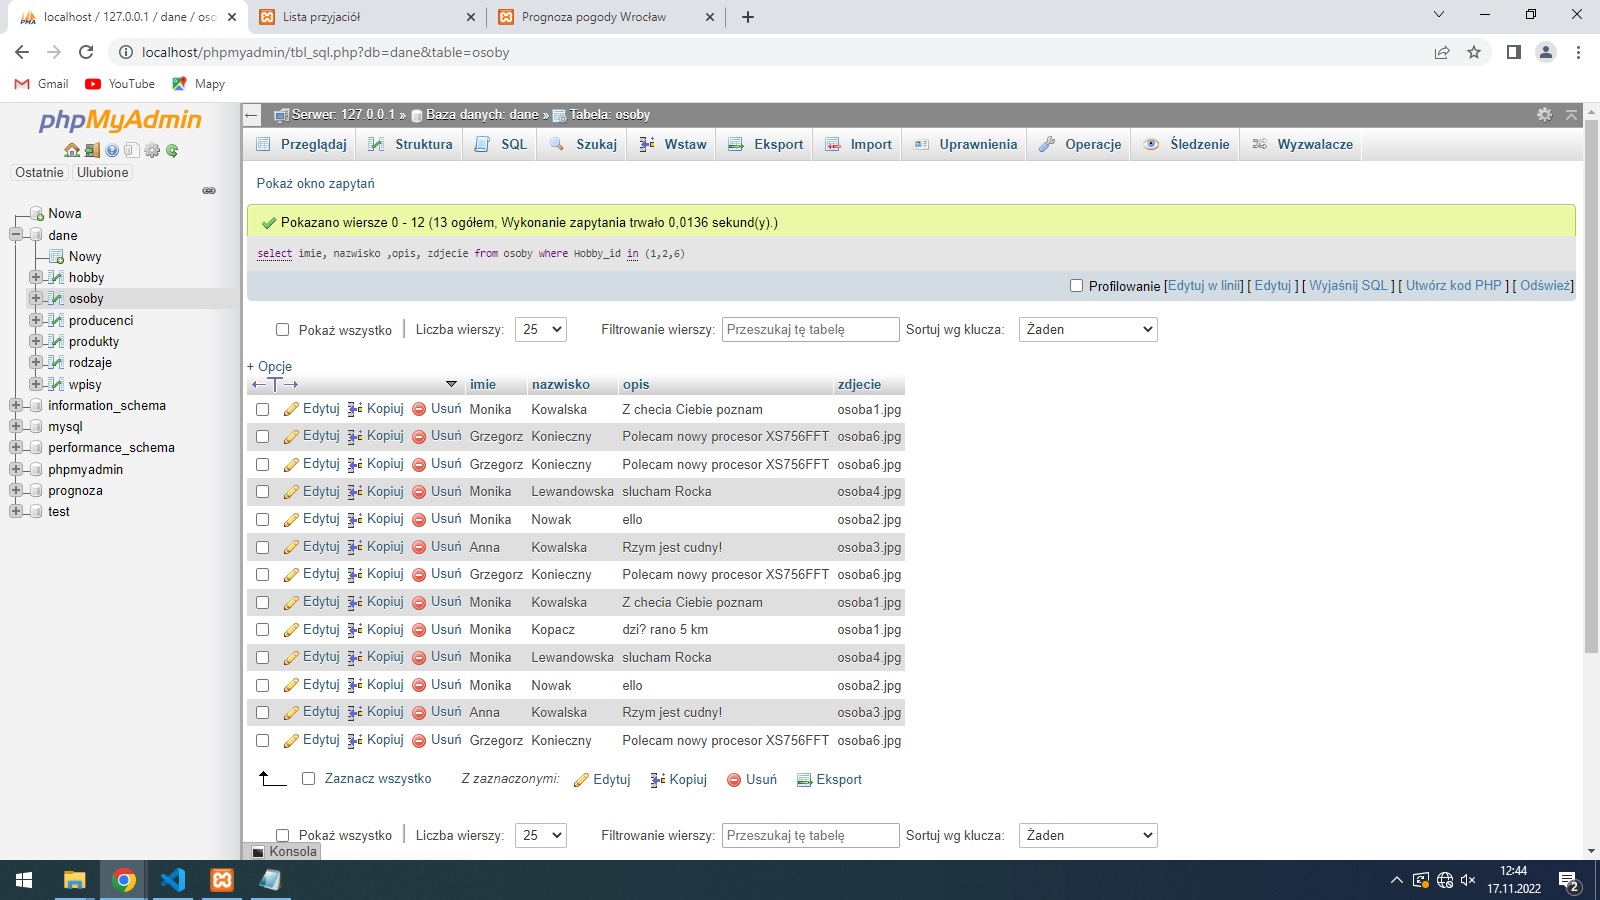 localhost / 127.0.0.1 / dane / oso
Lista przyjaciół
Prognoza pogody Wrocław
localhost/phpmyadmin/tbl_sql.php?db=dane&table=osoby
Gmail YouTube Mapy
phpMyAdmin
Ostatnie Ulubione
Nowa
dane
Nowy
hobby
osoby
producenci
produkty
rodzaje
wpisy
information_schema
mysql
performance_schema
phpmyadmin
prognoza
test
Serwer: 127.0.0.1 » Baza danych: dane » Tabela: osoby
Przeglądaj Struktura SQL Szukaj Wstaw Eksport Import Uprawnienia Operacje Śledzenie Wyzwalacze
Pokaż okno zapytań
Pokazano wiersze 0 - 12 (13 ogółem, Wykonanie zapytania trwało 0,0136 sekund(y).)
select imie, nazwisko ,opis, zdjecie from osoby where Hobby_id in (1,2,6)
Profilowanie [Edytuj w linii] [ Edytuj ] [ Wyjaśnij SQL ] [ Utwórz kod PHP ] [ Odśwież]
Pokaż wszystko Liczba wierszy: 25 Filtrowanie wierszy: Przeszukaj tę tabelę Sortuj wg klucza: Żaden
+ Opcje
←T→ imie nazwisko opis zdjecie
Edytuj Kopiuj Usuń Monika Kowalska Z checia Ciebie poznam osoba1.jpg
Edytuj Kopiuj Usuń Grzegorz Konieczny Polecam nowy procesor XS756FFT osoba6.jpg
Edytuj Kopiuj Usuń Grzegorz Konieczny Polecam nowy procesor XS756FFT osoba6.jpg
Edytuj Kopiuj Usuń Monika Lewandowska slucham Rocka osoba4.jpg
Edytuj Kopiuj Usuń Monika Nowak ello osoba2.jpg
Edytuj Kopiuj Usuń Anna Kowalska Rzym jest cudny! osoba3.jpg
Edytuj Kopiuj Usuń Grzegorz Konieczny Polecam nowy procesor XS756FFT osoba6.jpg
Edytuj Kopiuj Usuń Monika Kowalska Z checia Ciebie poznam osoba1.jpg
Edytuj Kopiuj Usuń Monika Kopacz dzi? rano 5 km osoba1.jpg
Edytuj Kopiuj Usuń Monika Lewandowska slucham Rocka osoba4.jpg
Edytuj Kopiuj Usuń Monika Nowak ello osoba2.jpg
Edytuj Kopiuj Usuń Anna Kowalska Rzym jest cudny! osoba3.jpg
Edytuj Kopiuj Usuń Grzegorz Konieczny Polecam nowy procesor XS756FFT osoba6.jpg
Zaznacz wszystko Z zaznaczonymi: Edytuj Kopiuj Usuń Eksport
Pokaż wszystko Liczba wierszy: 25 Filtrowanie wierszy: Przeszukaj tę tabelę Sortuj wg klucza: Żaden
Konsola
12:44
17.11.2022
2